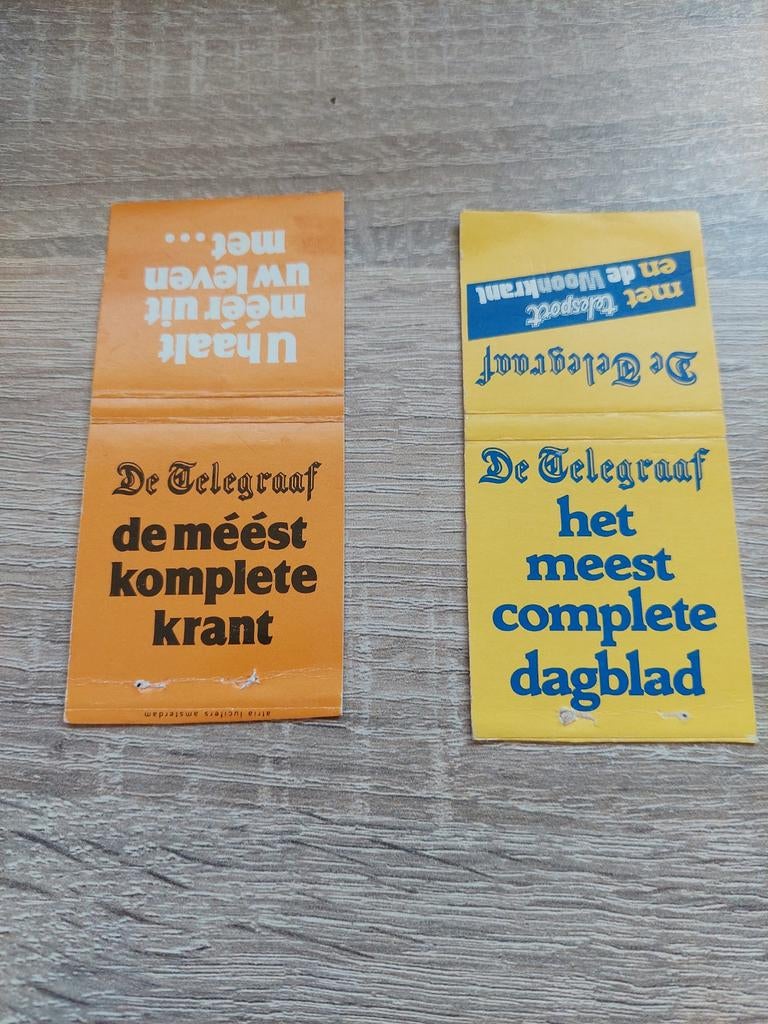 U haalt
méér uit
uw leven
met...
De Telegraaf
de méést
komplete
krant
atria lucifers amsterdam
De Telegraaf
met telesport
en de Woonkrant
De Telegraaf
het
meest
complete
dagblad